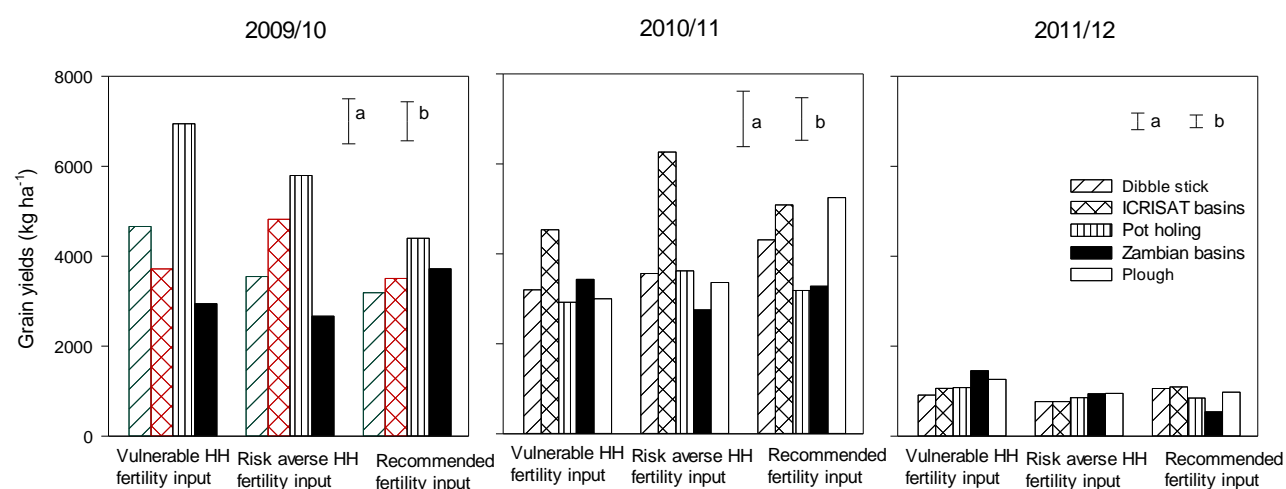 2009/10
2010/11
2011/12
Grain yields (kg ha-1)
8000
6000
4000
2000
0
a
b
a
b
a
b
Dibble stick
ICRISAT basins
Pot holing
Zambian basins
Plough
Vulnerable HH
fertility input
Risk averse HH
fertility input
Recommended
fertility input
Vulnerable HH
fertility input
Risk averse HH
fertility input
Recommended
fertility input
Vulnerable HH
fertility input
Risk averse HH
fertility input
Recommended
fertility input